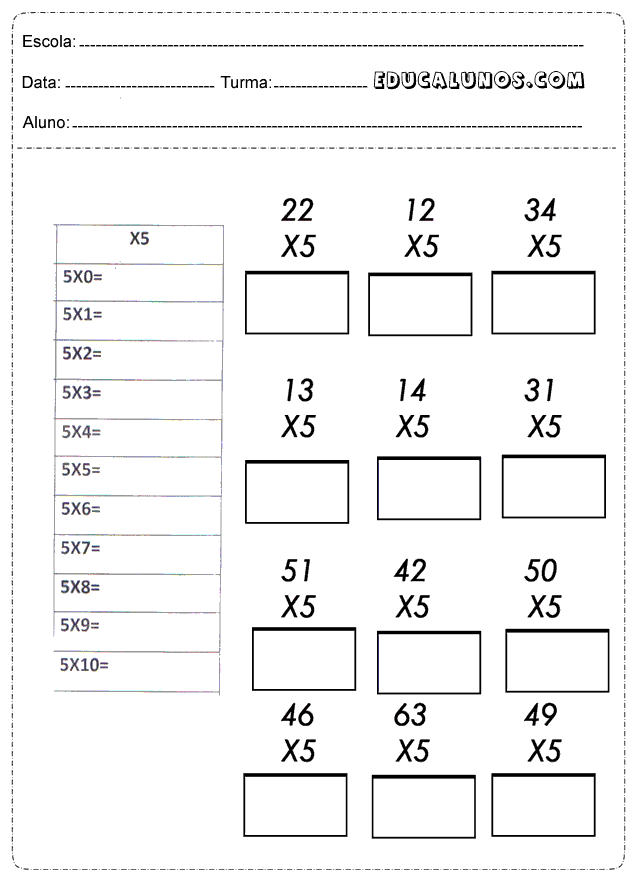 Escola:
Data: Turma: EDUCALUNOS.COM
Aluno:
X5
5X0=
5X1=
5X2=
5X3=
5X4=
5X5=
5X6=
5X7=
5X8=
5X9=
5X10=
22 12 34
X5 X5 X5
13 14 31
X5 X5 X5
51 42 50
X5 X5 X5
46 63 49
X5 X5 X5